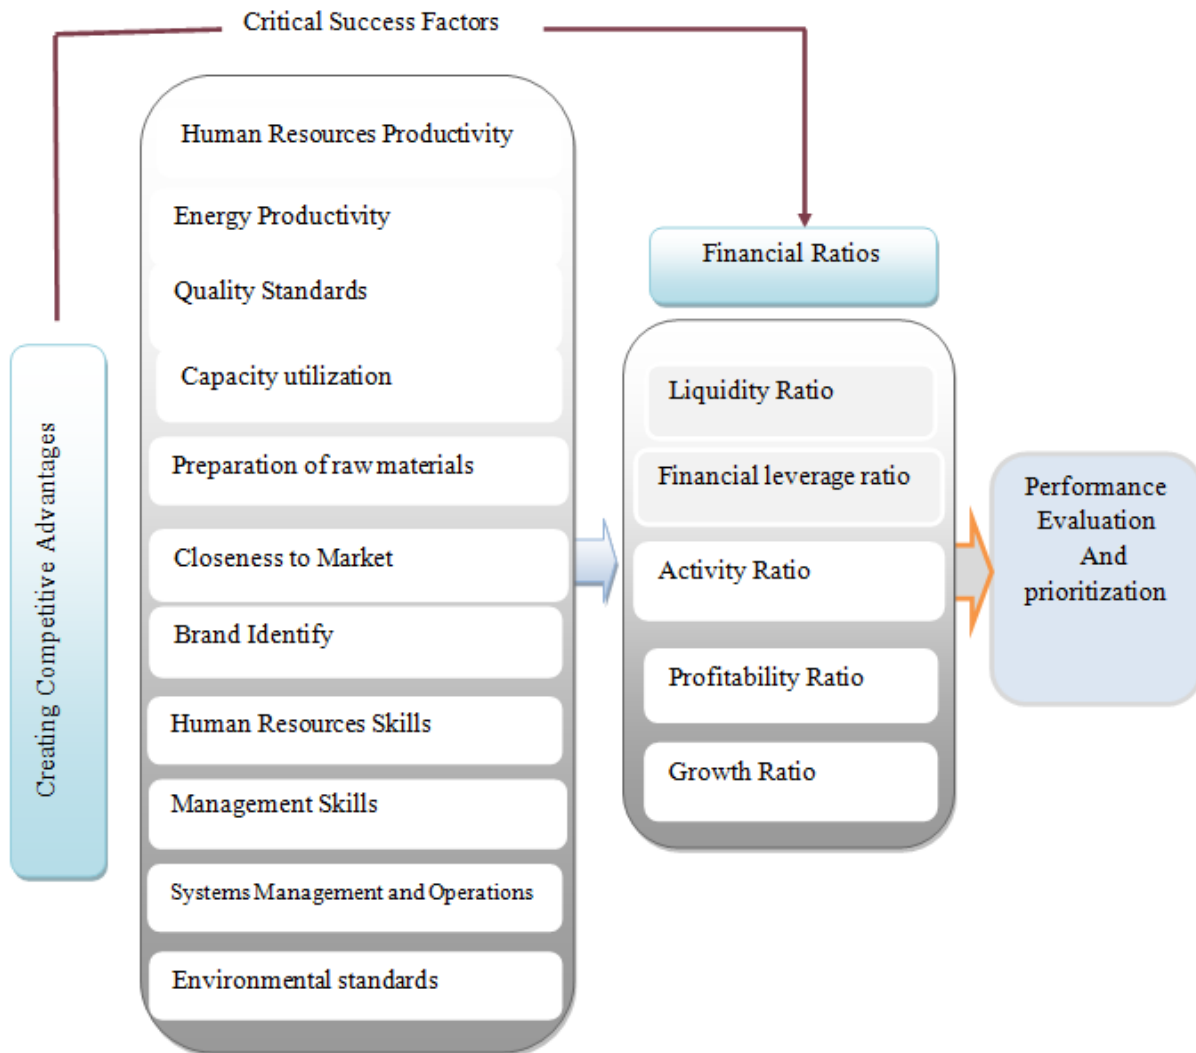 Critical Success Factors
Creating Competitive Advantages
Human Resources Productivity
Energy Productivity
Quality Standards
Capacity utilization
Preparation of raw materials
Closeness to Market
Brand Identify
Human Resources Skills
Management Skills
Systems Management and Operations
Environmental standards
Financial Ratios
Liquidity Ratio
Financial leverage ratio
Activity Ratio
Profitability Ratio
Growth Ratio
Performance
Evaluation
And
prioritization